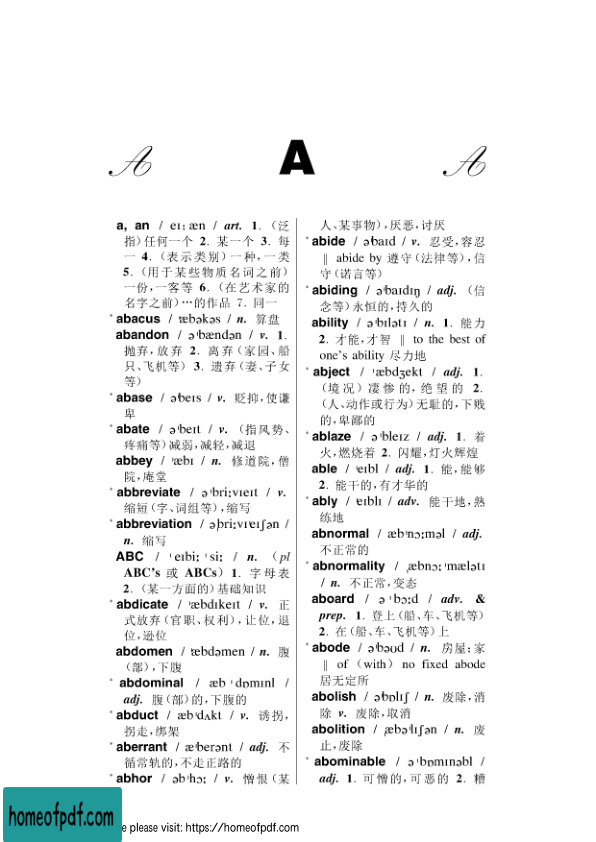 A A A
a, an / eɪ; æn / art. 1. (泛
指)任何一个 2. 某一个 3. 每
一 4. (表示类别)一种,一类
5. (用于某些物质名词之前)
一份,一客等 6. (在艺术家的
名字之前)…的作品 7. 同一
*abacus / ˈæbəkəs / n. 算盘
abandon / əˈbændən / v. 1.
抛弃,放弃 2. 离弃(家园、船
只、飞机等) 3. 遗弃(妻、子女
等)
*abase / əˈbeɪs / v. 贬抑,使谦
卑
*abate / əˈbeɪt / v. (指风势、
疼痛等)减弱,减轻,减退
abbey / ˈæbɪ / n. 修道院,僧
院,庵堂
*abbreviate / əˈbriːvɪeɪt / v.
缩短(字、词组等),缩写
*abbreviation / əˌbriːvɪˈeɪʃən /
n. 缩写
ABC / ˈeɪbiːˈsiː / n. (pl
ABC's 或 ABCs) 1. 字母表
2. (某一方面的)基础知识
*abdicate / ˈæbdɪkeɪt / v. 正
式放弃(官职、权利),让位,退
位,逊位
abdomen / ˈæbdəmen / n. 腹
(部),下腹
*abdominal / æbˈdɒmɪnl /
adj. 腹(部)的,下腹的
*abduct / æbˈdʌkt / v. 诱拐,
拐走,绑架
*aberrant / æˈberənt / adj. 不
循常轨的,不走正路的
*abhor / əbˈhɔː / v. 憎恨(某
人、某事物),厌恶,讨厌
*abide / əˈbaɪd / v. 忍受,容忍
‖ abide by 遵守(法律等),信
守(诺言等)
*abiding / əˈbaɪdɪŋ / adj. (信
念等)永恒的,持久的
ability / əˈbɪlətɪ / n. 1. 能力
2. 才能,才智 ‖ to the best of
one's ability 尽力地
*abject / ˈæbdʒekt / adj. 1.
(境况)凄惨的,绝望的 2.
(人、动作或行为)无耻的,下贱
的,卑鄙的
*ablaze / əˈbleɪz / adj. 1. 着
火,燃烧着 2. 闪耀,灯火辉煌
able / ˈeɪbl / adj. 1. 能,能够
2. 能干的,有才华的
*ably / ˈeɪblɪ / adv. 能干地,熟
练地
abnormal / æbˈnɔːməl / adj.
不正常的
*abnormality / ˌæbnɔːˈmælətɪ
/ n. 不正常,变态
aboard / əˈbɔːd / adv. &
prep. 1. 登上(船、车、飞机等)
2. 在(船、车、飞机等)上
*abode / əˈbəʊd / n. 房屋;家
‖ of (with) no fixed abode
居无定所
abolish / əˈbɒlɪʃ / n. 废除,消
除 v. 废除,取消
abolition / ˌæbəˈlɪʃən / n. 废
止,废除
*abominable / əˈbɒmɪnəbl /
adj. 1. 可憎的,可恶的 2. 糟
homeofpdf.com
e please visit: https://homeofpdf.com